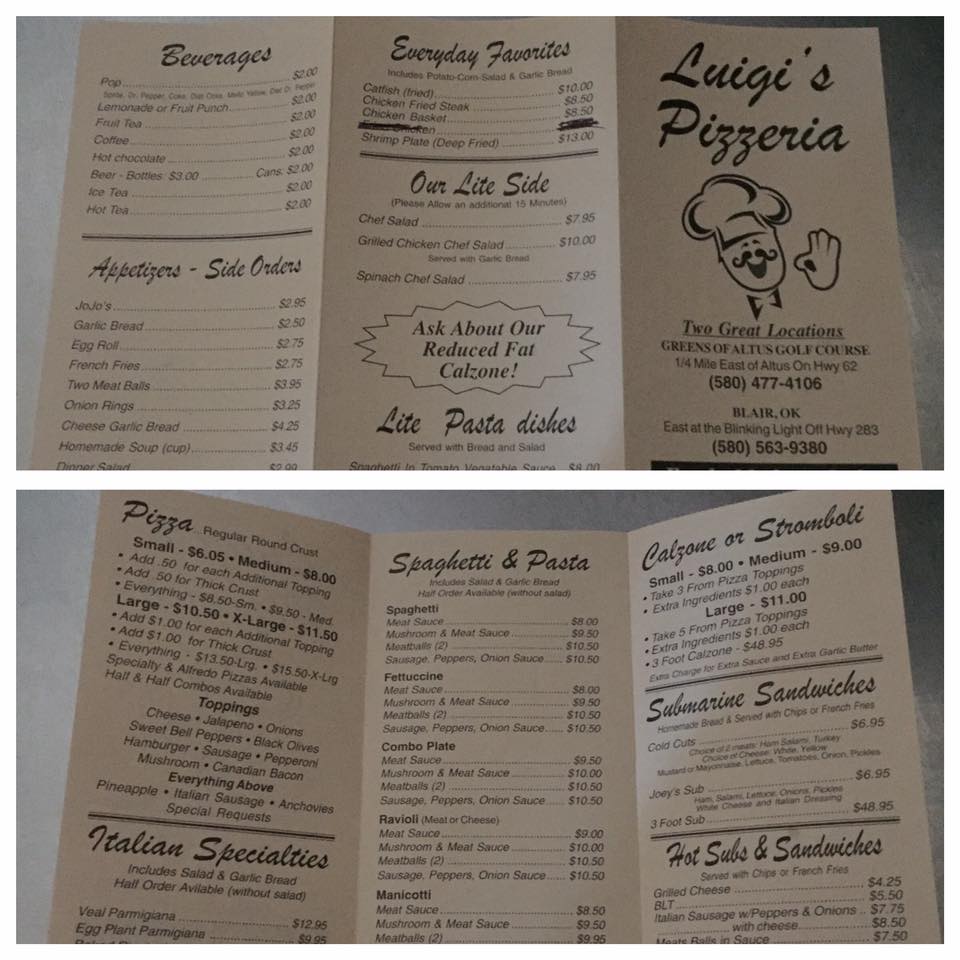 Beverages
Pop $2.00
Sprite, Dr. Pepper, Coke, Diet Coke, Mello Yellow, Diet Dr. Pepper
Lemonade or Fruit Punch $2.00
Fruit Tea $2.00
Coffee $2.00
Hot chocolate $2.00
Beer - Bottles: $3.00 Cans: $2.00
Ice Tea $2.00
Hot Tea $2.00
Appetizers - Side Orders
JoJo's $2.95
Garlic Bread $2.50
Egg Roll $2.75
French Fries $2.75
Two Meat Balls $3.95
Onion Rings $3.25
Cheese Garlic Bread $4.25
Homemade Soup (cup) $3.45
Dinner Salad $2.99
Everyday Favorites
Includes Potato-Corn-Salad & Garlic Bread
Catfish (fried) $10.00
Chicken Fried Steak $8.50
Chicken Basket $8.50
Shrimp Plate (Deep Fried) $13.00
Our Lite Side
(Please Allow an additional 15 Minutes)
Chef Salad $7.95
Grilled Chicken Chef Salad $10.00
Served with Garlic Bread
Spinach Chef Salad $7.95
Ask About Our
Reduced Fat
Calzone!
Lite Pasta dishes
Served with Bread and Salad
Spaghetti In Tomato Vegatable Sauce $8.00
Luigi's
Pizzeria
Two Great Locations
GREENS OF ALTUS GOLF COURSE
1/4 Mile East of Altus On Hwy 62
(580) 477-4106
BLAIR, OK
East at the Blinking Light Off Hwy 283
(580) 563-9380
Pizza ...Regular Round Crust
Small - $6.05 • Medium - $8.00
• Add .50 for each Additional Topping
• Add .50 for Thick Crust
• Everything - $8.50-Sm. • $9.50 - Med.
Large - $10.50 • X-Large - $11.50
• Add $1.00 for each Additional Topping
• Add $1.00 for Thick Crust
• Everything - $13.50-Lrg. • $15.50-X-Lrg
Specialty & Alfredo Pizzas Available
Half & Half Combos Available
Toppings
Cheese • Jalapeno • Onions
Sweet Bell Peppers • Black Olives
Hamburger • Sausage • Pepperoni
Mushroom • Canadian Bacon
Everything Above
Pineapple • Italian Sausage • Anchovies
Special Requests
Italian Specialties
Includes Salad & Garlic Bread
Half Order Avilable (without salad)
Veal Parmigiana $12.95
Egg Plant Parmigiana $9.95
Spaghetti & Pasta
Includes Salad & Garlic Bread
Half Order Available (without salad)
Spaghetti
Meat Sauce $8.00
Mushroom & Meat Sauce $9.50
Meatballs (2) $10.50
Sausage, Peppers, Onion Sauce $10.50
Fettuccine
Meat Sauce $8.00
Mushroom & Meat Sauce $9.50
Meatballs (2) $10.50
Sausage, Peppers, Onion Sauce $10.50
Combo Plate
Meat Sauce $9.50
Mushroom & Meat Sauce $10.00
Meatballs (2) $10.50
Sausage, Peppers, Onion Sauce $10.50
Ravioli (Meat or Cheese)
Meat Sauce $9.00
Mushroom & Meat Sauce $10.00
Meatballs (2) $10.50
Sausage, Peppers, Onion Sauce $10.50
Manicotti
Meat Sauce $8.50
Mushroom & Meat Sauce $9.50
Meatballs (2) $9.95
Calzone or Stromboli
Small - $8.00 • Medium - $9.00
• Take 3 From Pizza Toppings
• Extra Ingredients $1.00 each
Large - $11.00
• Take 5 From Pizza Toppings
• Extra Ingredients $1.00 each
• 3 Foot Calzone - $48.95
Extra Charge for Extra Sauce and Extra Garlic Butter
Submarine Sandwiches
Homemade Bread & Served with Chips or French Fries
Cold Cuts $6.95
Choice of 2 meats: Ham Salami, Turkey
Choice of Cheese: White, Yellow
Mustard or Mayonnaise, Lettuce, Tomatoes, Onion, Pickles
Joey's Sub $6.95
Ham, Salami, Lettuce, Onions, Pickles
White Cheese and Italian Dressing
3 Foot Sub $48.95
Hot Subs & Sandwiches
Served with Chips or French Fries
Grilled Cheese $4.25
BLT $5.50
Italian Sausage w/Peppers & Onions $7.75
with cheese $8.50
Meats Balls in Sauce $7.50